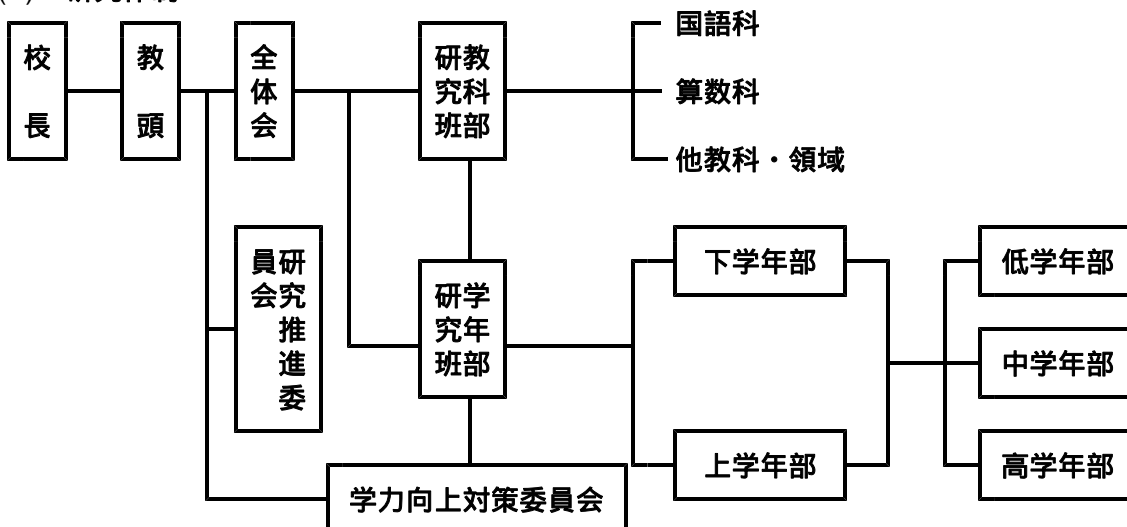 校長
教頭
全体会
教科部
研究班
国語科
算数科
他教科・領域
研究推進委
員会
学年部
研究班
下学年部
上学年部
低学年部
中学年部
高学年部
学力向上対策委員会